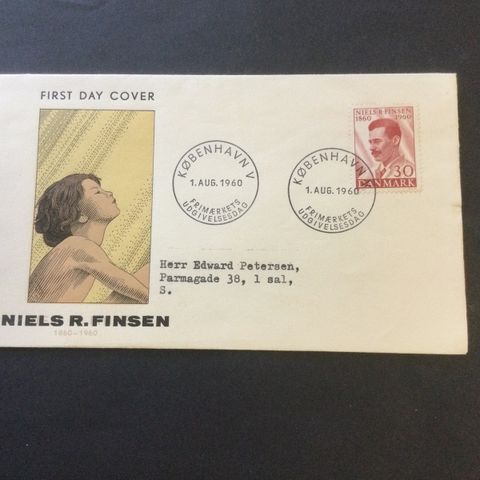 FIRST DAY COVER
NIELS R. FINSEN
1860-1960
KØBENHAVN V
1. AUG. 1960
FRIMÆRKETS
UDGIVELSESDAG
KØBENHAVN V
1. AUG. 1960
FRIMÆRKETS
UDGIVELSESDAG
NIELS R. FINSEN
1860 1960
30
DANMARK
Herr Edward Petersen,
Parmagade 38, 1 sal,
S.